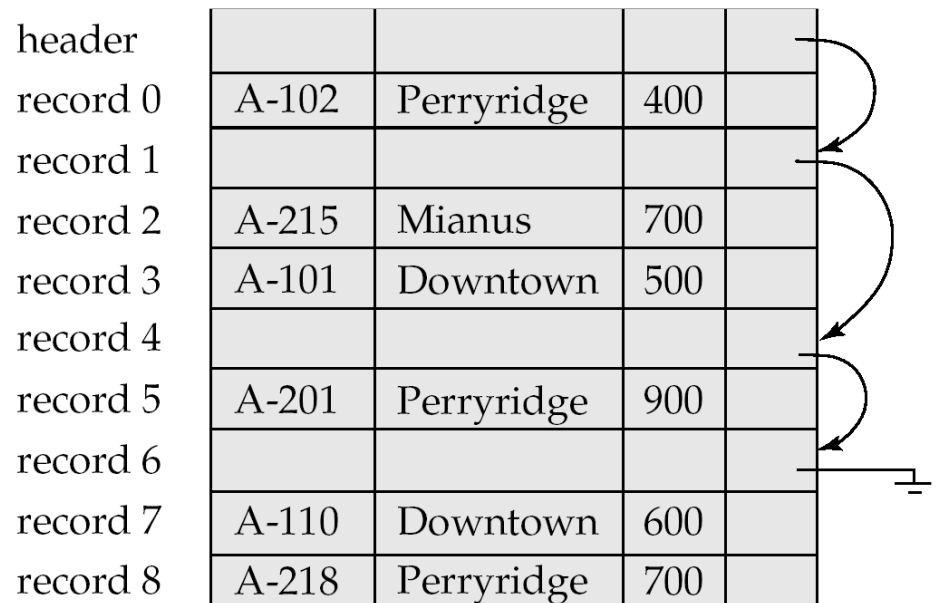 header
record 0 A-102 Perryridge 400
record 1
record 2 A-215 Mianus 700
record 3 A-101 Downtown 500
record 4
record 5 A-201 Perryridge 900
record 6
record 7 A-110 Downtown 600
record 8 A-218 Perryridge 700